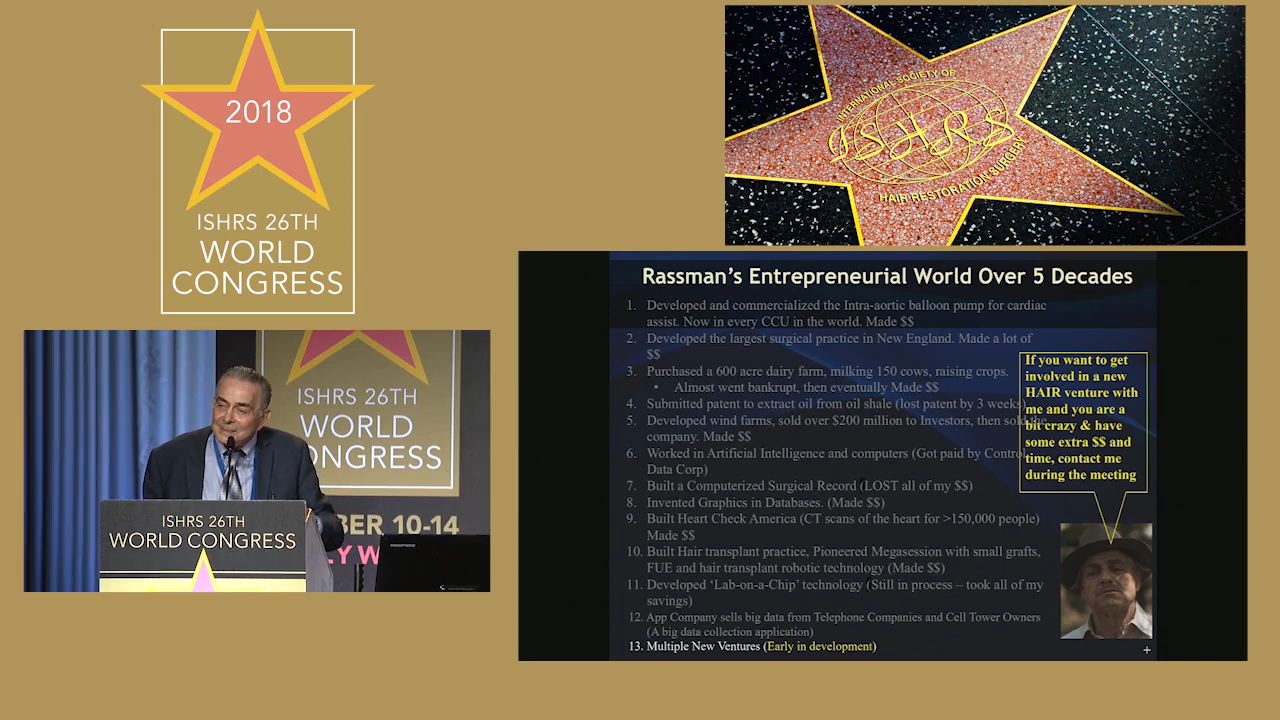 2018
ISHRS 26TH
WORLD
CONGRESS
INTERNATIONAL SOCIETY OF
ISHRS
HAIR RESTORATION SURGERY
ISHRS 26TH
WORLD
CONGRESS
BER 10-14
LYW
ISHRS 26TH
WORLD CONGRESS
Rassman's Entrepreneurial World Over 5 Decades
1. Developed and commercialized the Intra-aortic balloon pump for cardiac
assist. Now in every CCU in the world. Made $$
2. Developed the largest surgical practice in New England. Made a lot of
$$
3. Purchased a 600 acre dairy farm, milking 150 cows, raising crops.
• Almost went bankrupt, then eventually Made $$
4. Submitted patent to extract oil from oil shale (lost patent by 3 weeks)
5. Developed wind farms, sold over $200 million to Investors, then sold the
company. Made $$
6. Worked in Artificial Intelligence and computers (Got paid by Control
Data Corp)
7. Built a Computerized Surgical Record (LOST all of my $$)
8. Invented Graphics in Databases. (Made $$)
9. Built Heart Check America (CT scans of the heart for >150,000 people)
Made $$
10. Built Hair transplant practice, Pioneered Megasession with small grafts,
FUE and hair transplant robotic technology (Made $$)
11. Developed 'Lab-on-a-Chip' technology (Still in process – took all of my
savings)
12. App Company sells big data from Telephone Companies and Cell Tower Owners
(A big data collection application)
13. Multiple New Ventures (Early in development)
If you want to get
involved in a new
HAIR venture with
me and you are a
bit crazy & have
some extra $$ and
time, contact me
during the meeting